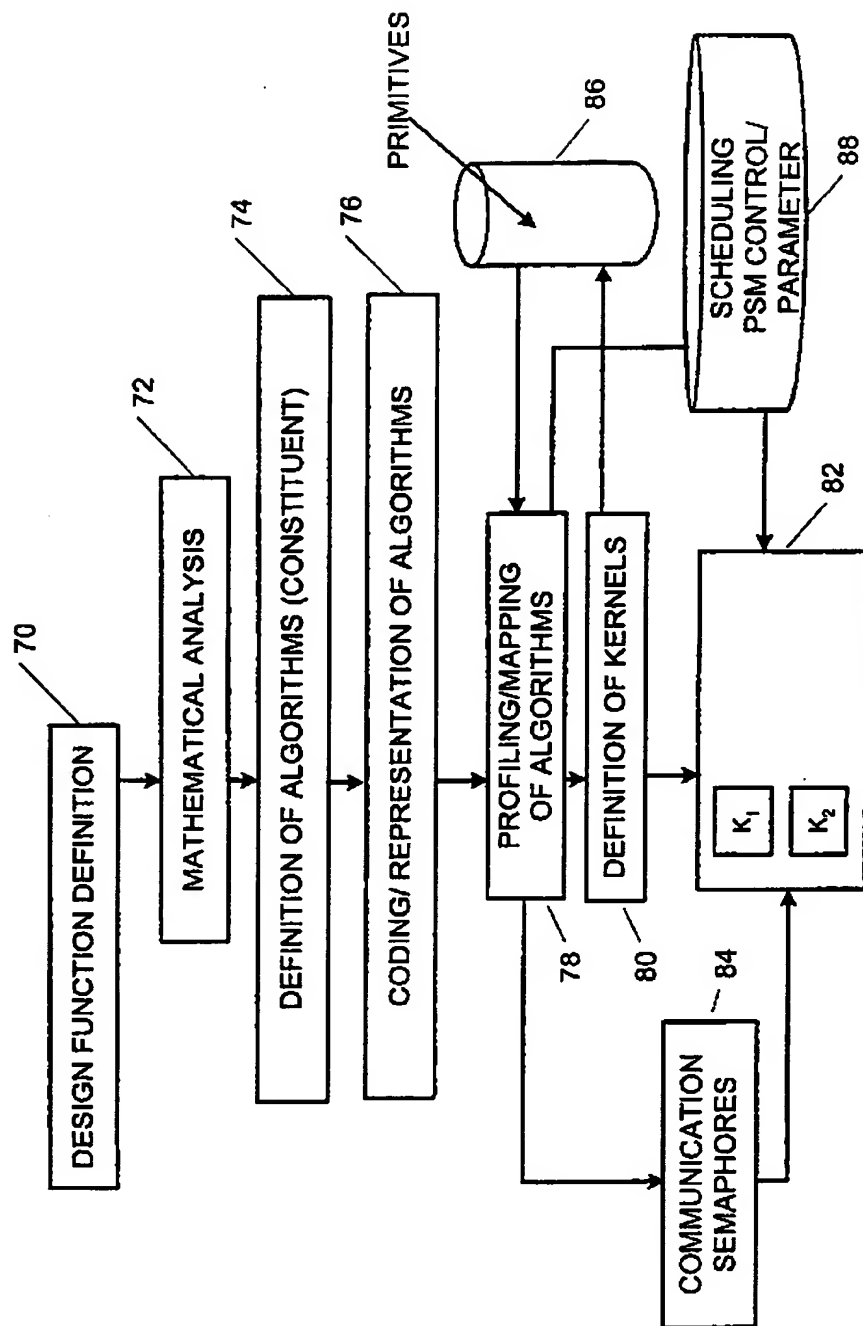 70
DESIGN FUNCTION DEFINITION
72
MATHEMATICAL ANALYSIS
74
DEFINITION OF ALGORITHMS (CONSTITUENT)
76
CODING/ REPRESENTATION OF ALGORITHMS
PRIMITIVES
86
PROFILING/MAPPING
OF ALGORITHMS
78
DEFINITION OF KERNELS
80
SCHEDULING
PSM CONTROL/
PARAMETER
88
84
COMMUNICATION
SEMAPHORES
82
K1
K2